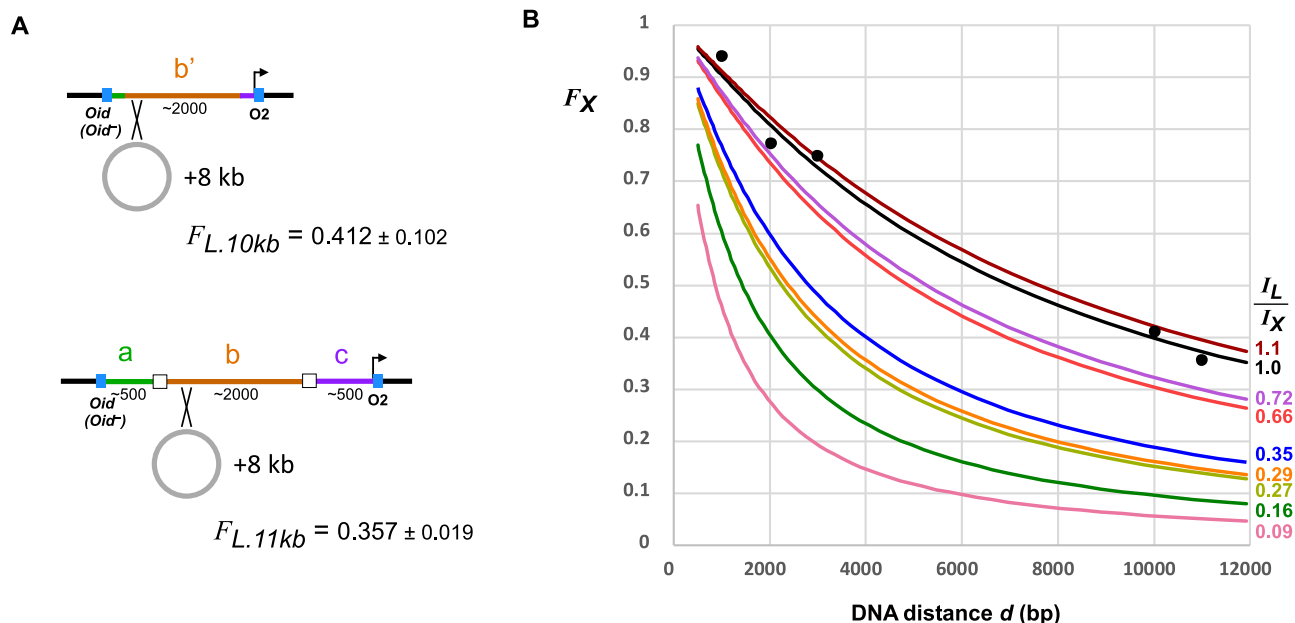 A
b'
~2000
Oid
(Oid⁻)
O2
+8 kb
F_L.10kb = 0.412 ± 0.102
a
b
c
~500
~2000
~500
Oid
(Oid⁻)
O2
+8 kb
F_L.11kb = 0.357 ± 0.019
B
F_X
1
0.9
0.8
0.7
0.6
0.5
0.4
0.3
0.2
0.1
0
0
2000
4000
6000
8000
10000
12000
DNA distance d (bp)
I_L
I_X
1.1
1.0
0.72
0.66
0.35
0.29
0.27
0.16
0.09